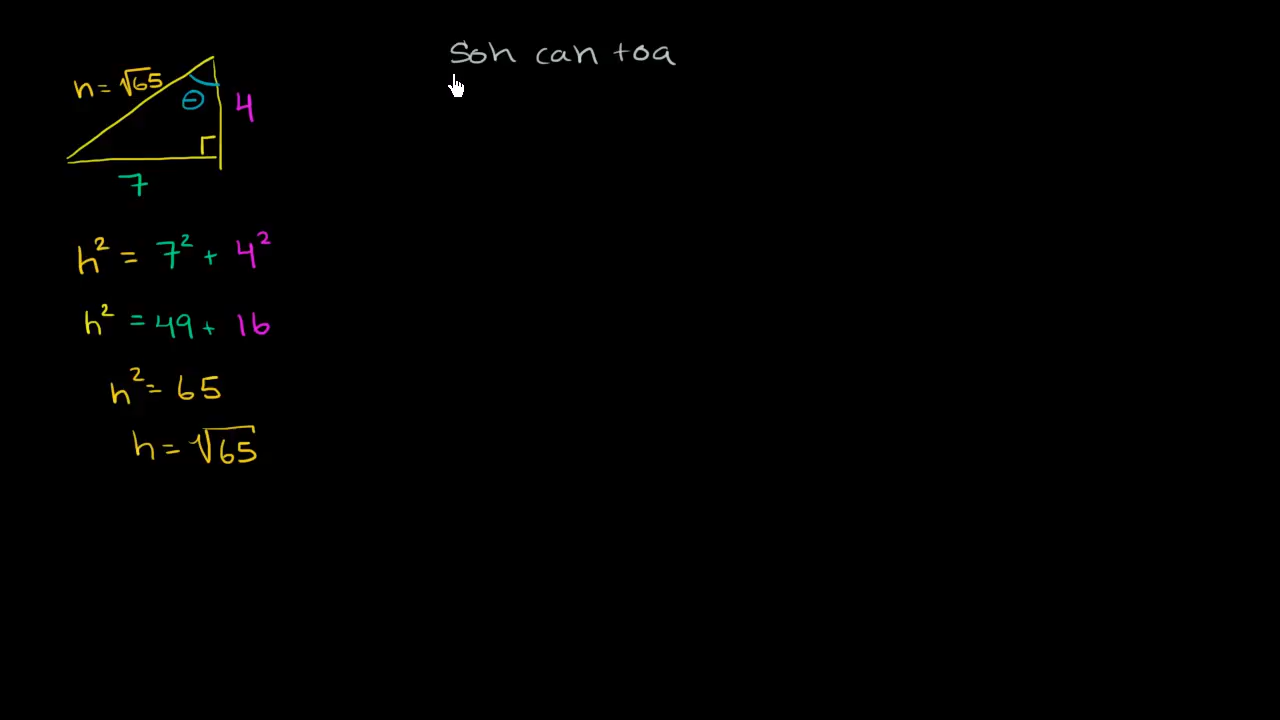 Soh cah toa
h = √65
θ
4
7
h² = 7² + 4²
h² = 49 + 16
h² = 65
h = √65